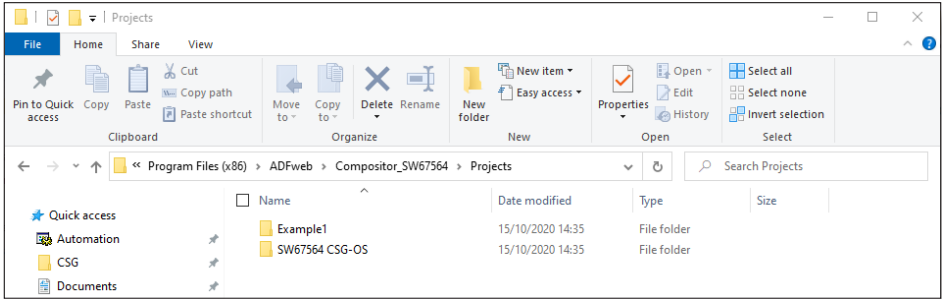 Projects
File Home Share View
Pin to Quick access
Copy
Paste
Cut
Copy path
Paste shortcut
Clipboard
Move to
Copy to
Delete
Rename
Organize
New folder
New item
Easy access
New
Properties
Open
Edit
History
Open
Select all
Select none
Invert selection
Select
« Program Files (x86) › ADFweb › Compositor_SW67564 › Projects
Search Projects
Name Date modified Type Size
Quick access
Automation
CSG
Documents
Example1 15/10/2020 14:35 File folder
SW67564 CSG-OS 15/10/2020 14:35 File folder